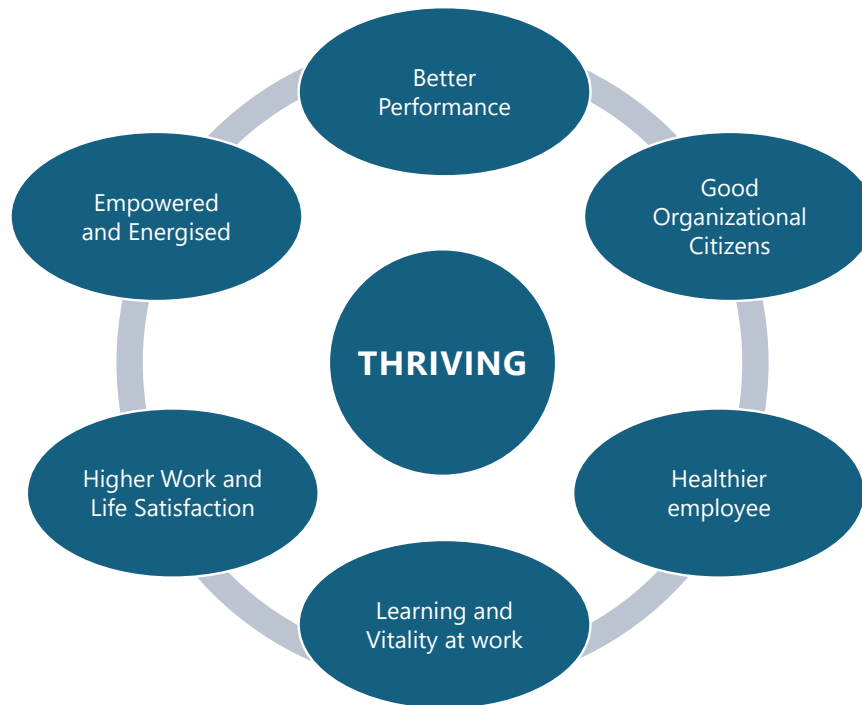 Better
Performance
Good
Organizational
Citizens
Healthier
employee
Learning and
Vitality at work
Higher Work and
Life Satisfaction
Empowered
and Energised
THRIVING